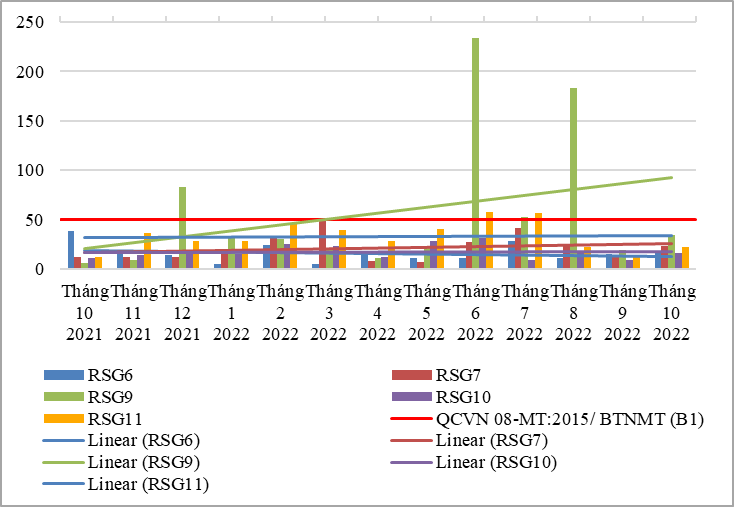 250
200
150
100
50
0
Tháng Tháng Tháng Tháng Tháng Tháng Tháng Tháng Tháng Tháng Tháng Tháng Tháng
10 11 12 1 2 3 4 5 6 7 8 9 10
2021 2021 2021 2022 2022 2022 2022 2022 2022 2022 2022 2022 2022
RSG6 RSG7
RSG9 RSG10
RSG11 QCVN 08-MT:2015/ BTNMT (B1)
Linear (RSG6) Linear (RSG7)
Linear (RSG9) Linear (RSG10)
Linear (RSG11)